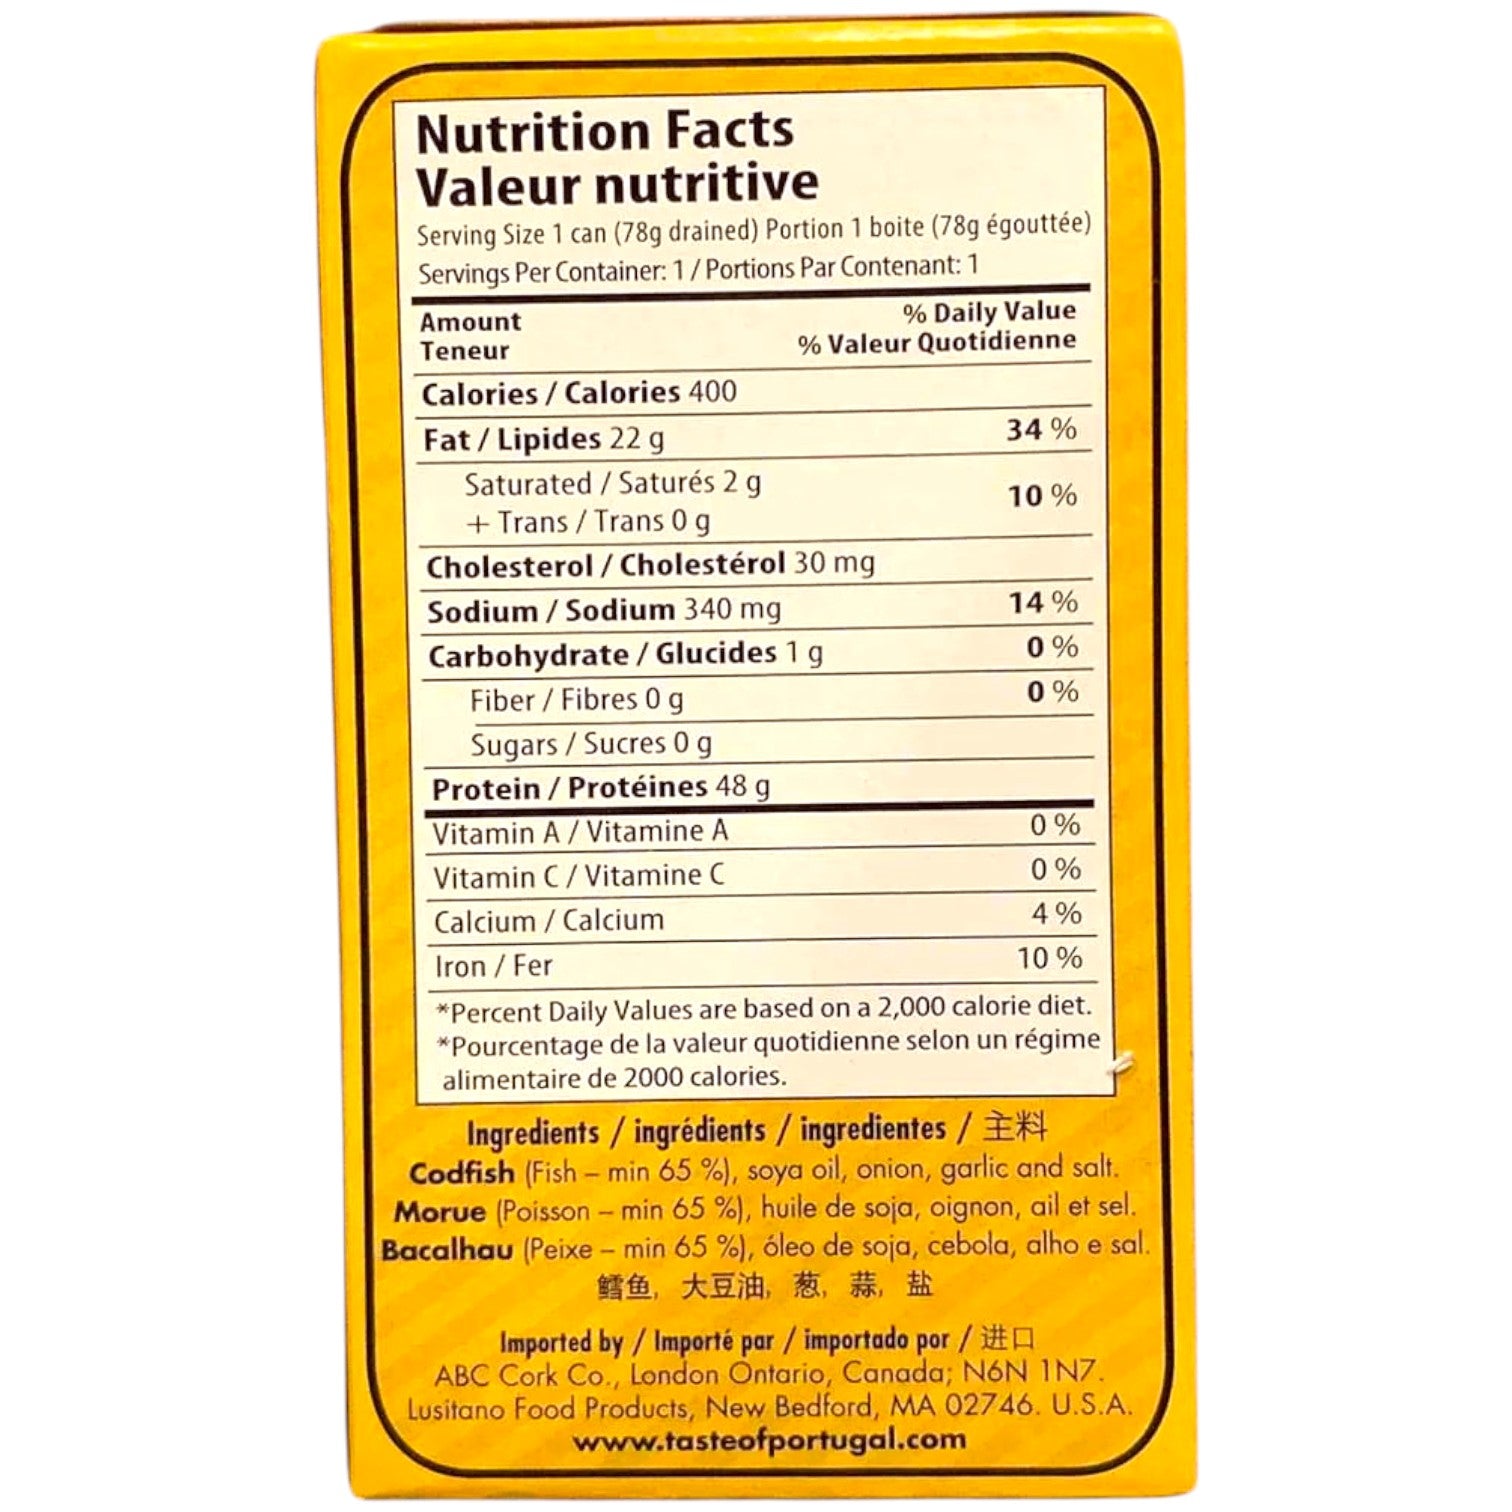 Nutrition Facts
Valeur nutritive
Serving Size 1 can (78g drained) Portion 1 boite (78g égouttée)
Servings Per Container: 1 / Portions Par Contenant: 1
Amount % Daily Value
Teneur % Valeur Quotidienne
Calories / Calories 400
Fat / Lipides 22 g 34 %
Saturated / Saturés 2 g 10 %
+ Trans / Trans 0 g
Cholesterol / Cholestérol 30 mg
Sodium / Sodium 340 mg 14 %
Carbohydrate / Glucides 1 g 0 %
Fiber / Fibres 0 g 0 %
Sugars / Sucres 0 g
Protein / Protéines 48 g
Vitamin A / Vitamine A 0 %
Vitamin C / Vitamine C 0 %
Calcium / Calcium 4 %
Iron / Fer 10 %
*Percent Daily Values are based on a 2,000 calorie diet.
*Pourcentage de la valeur quotidienne selon un régime
alimentaire de 2000 calories.
Ingredients / ingrédients / ingredientes / 主料
Codfish (Fish – min 65 %), soya oil, onion, garlic and salt.
Morue (Poisson – min 65 %), huile de soja, oignon, ail et sel.
Bacalhau (Peixe – min 65 %), óleo de soja, cebola, alho e sal.
鳕鱼, 大豆油, 葱, 蒜, 盐
Imported by / Importé par / importado por / 进口
ABC Cork Co., London Ontario, Canada; N6N 1N7.
Lusitano Food Products, New Bedford, MA 02746. U.S.A.
www.tasteofportugal.com